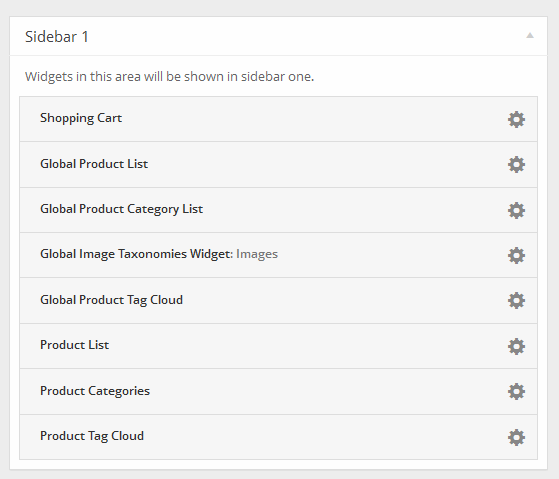 Sidebar 1
Widgets in this area will be shown in sidebar one.
Shopping Cart
Global Product List
Global Product Category List
Global Image Taxonomies Widget: Images
Global Product Tag Cloud
Product List
Product Categories
Product Tag Cloud